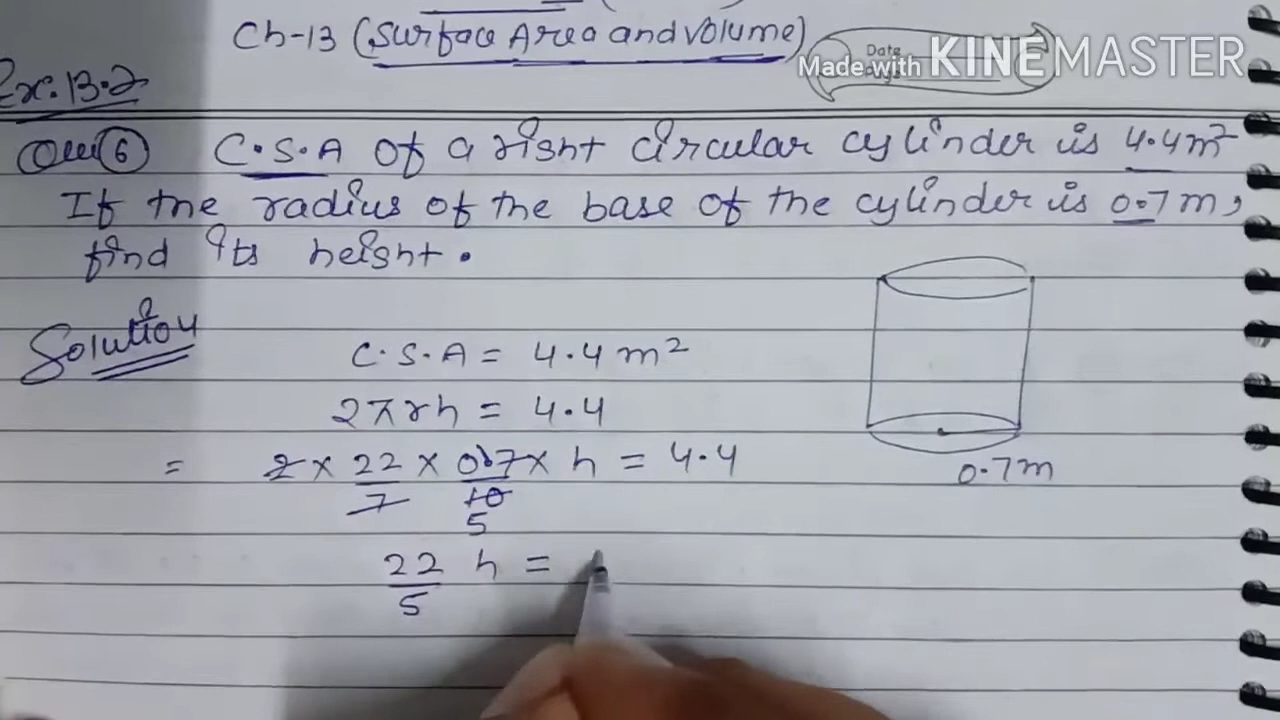 Ch-13 (Surface Area and Volume)
Date
Made with KINEMASTER
Ex. 13.2
Que 6 C.S.A of a right circular cylinder is 4.4m²
If the radius of the base of the cylinder is 0.7m,
find its height.
Solution
C.S.A = 4.4 m²
2πrh = 4.4
= 2 × 22/7 × 0.7/10 × h = 4.4
5
22/5 h =
0.7m